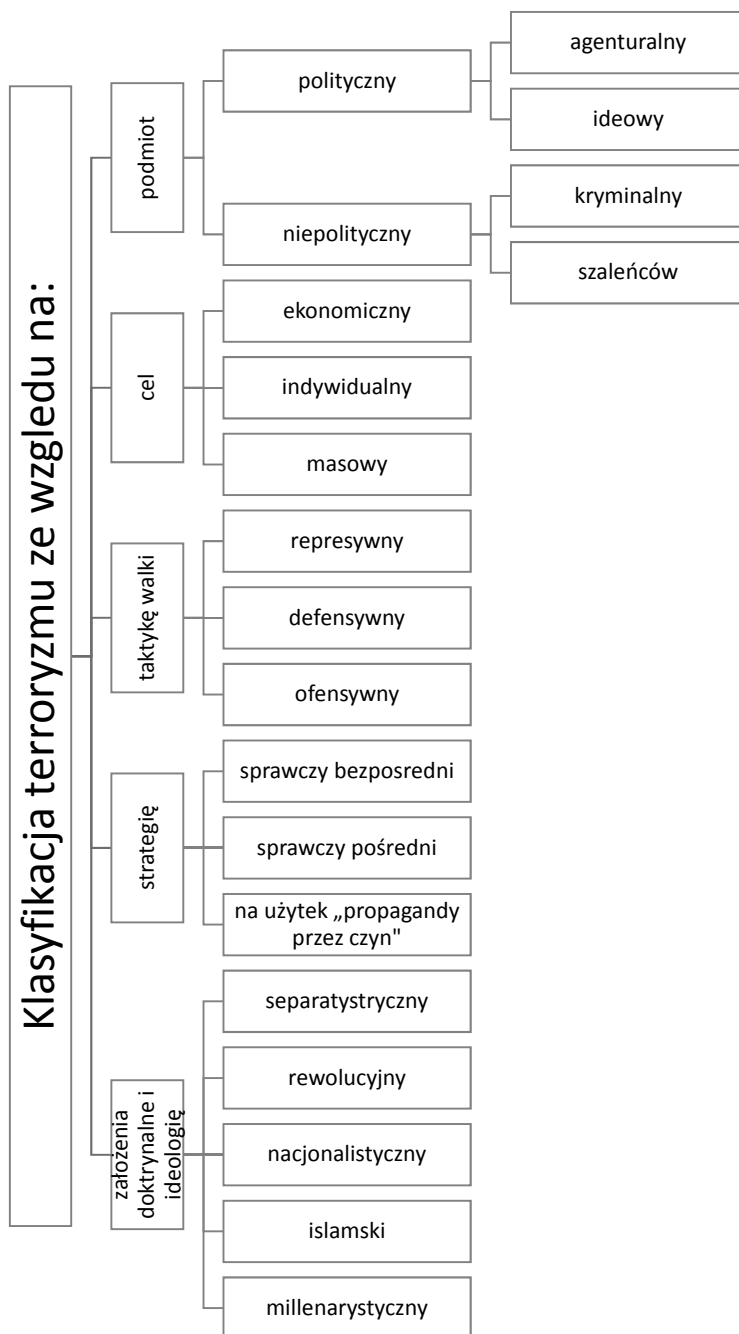 Klasyfikacja terroryzmu ze wzgledu na:
podmiot
polityczny
agenturalny
ideowy
niepolityczny
kryminalny
szaleńców
cel
ekonomiczny
indywidualny
masowy
taktykę walki
represywny
defensywny
ofensywny
strategię
sprawczy bezposredni
sprawczy pośredni
na użytek „propagandy
przez czyn"
założenia
doktrynalne i
ideologię
separatystryczny
rewolucyjny
nacjonalistyczny
islamski
millenarystyczny